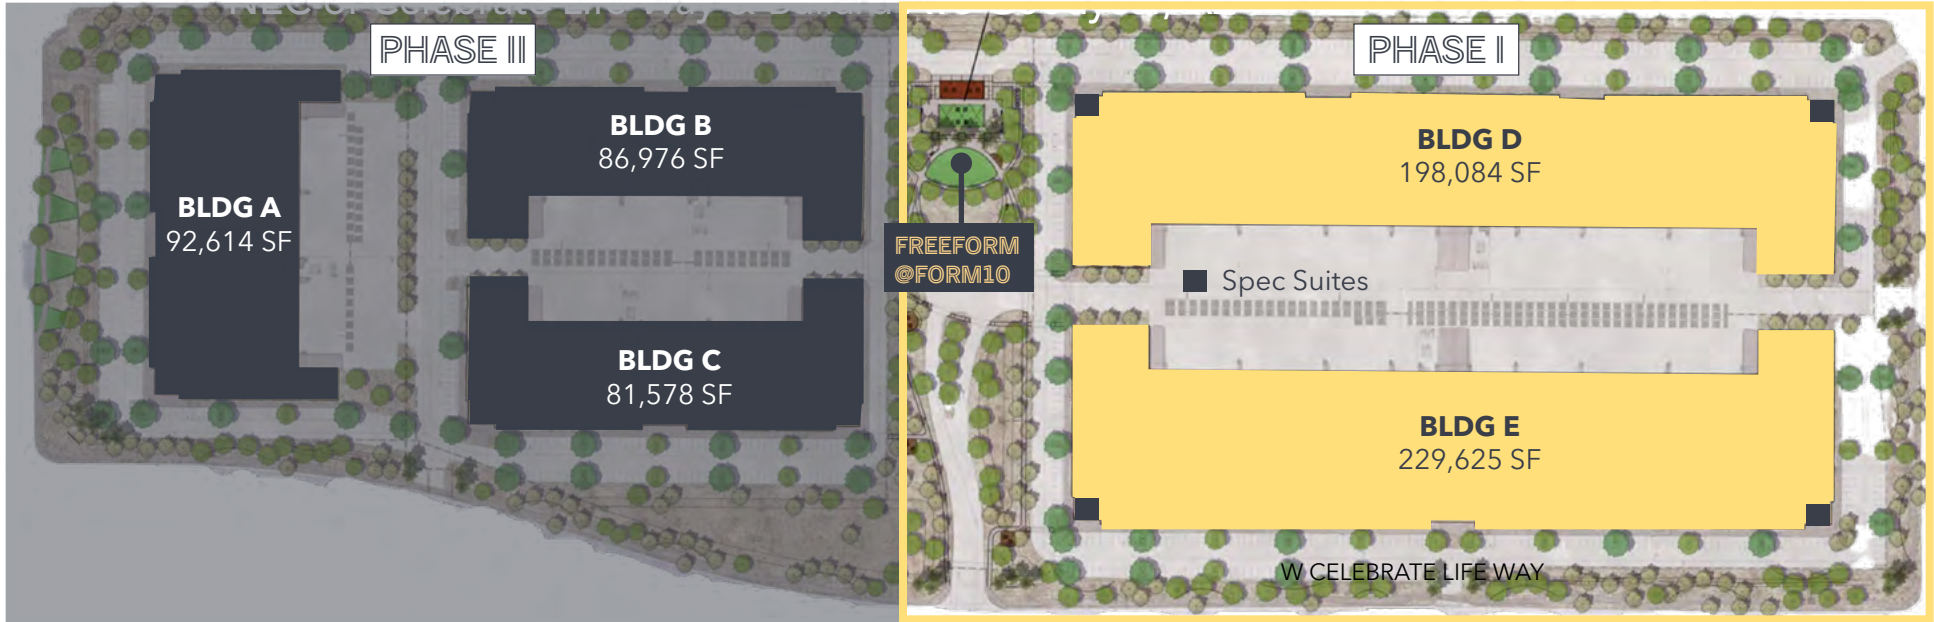 PHASE II
PHASE I
BLDG A
92,614 SF
BLDG B
86,976 SF
BLDG C
81,578 SF
FREEFORM
@FORM10
BLDG D
198,084 SF
Spec Suites
BLDG E
229,625 SF
W CELEBRATE LIFE WAY